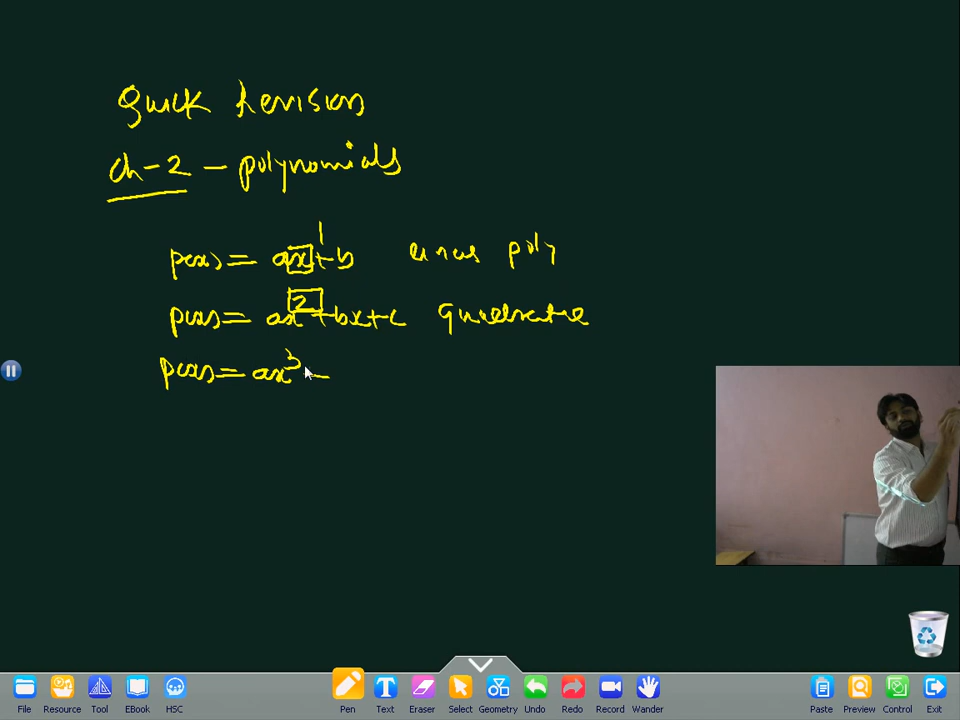 Quick Revision
ch-2 - polynomials
p(x) = ax¹+b linear poly
p(x) = ax²+bx+c quadratic
p(x) = ax³ -
File Resource Tool EBook HSC Pen Text Eraser Select Geometry Undo Redo Record Wander Paste Preview Control Exit